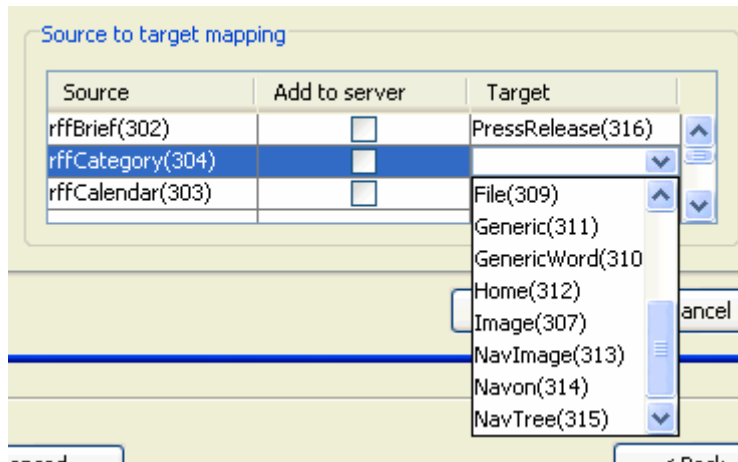 Source to target mapping
Source Add to server Target
rffBrief(302) PressRelease(316)
rffCategory(304)
rffCalendar(303)
File(309)
Generic(311)
GenericWord(310
Home(312)
Image(307)
ancel
NavImage(313)
Navon(314)
NavTree(315)
< Back